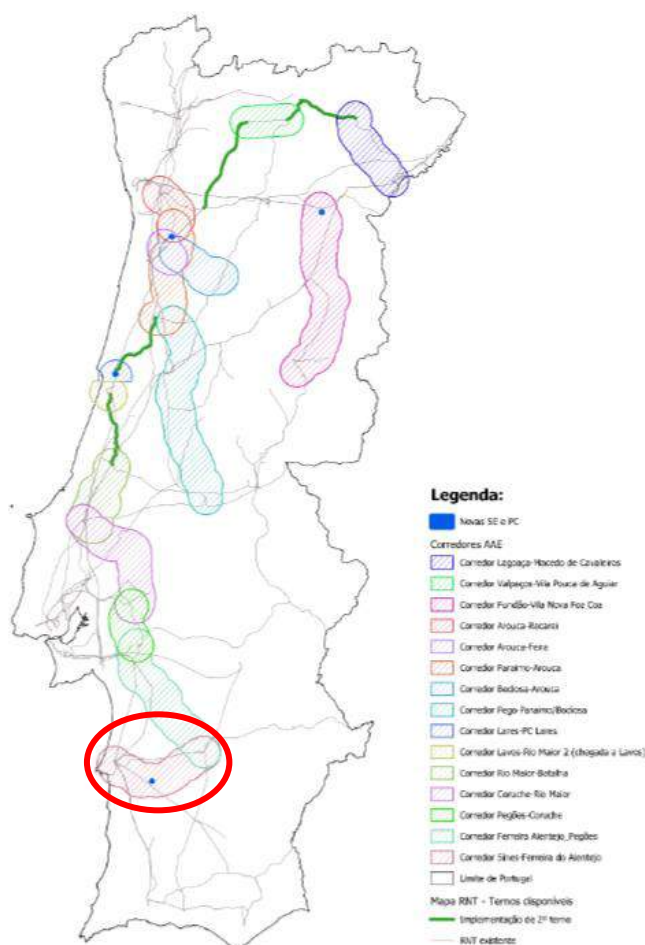 Legenda:
Novas SE e PC
Corredores AAE
Corredor Lagoaça-Macedo de Cavaleiros
Corredor Valpaços-Vila Pouca de Aguiar
Corredor Fundão-Vila Nova Foz Coa
Corredor Arouca-Recarei
Corredor Arouca-Feira
Corredor Paraimo-Arouca
Corredor Bodiosa-Arouca
Corredor Pego-Paraimo/Bodiosa
Corredor Lares-PC Lares
Corredor Lavos-Rio Maior 2 (chegada a Lavos)
Corredor Rio Maior-Batalha
Corredor Coruche-Rio Maior
Corredor Pegões-Coruche
Corredor Ferreira Alentejo_Pegões
Corredor Sines-Ferreira do Alentejo
Limite de Portugal
Mapa RNT - Ternos disponíveis
Implementação de 2º terno
RNT existente